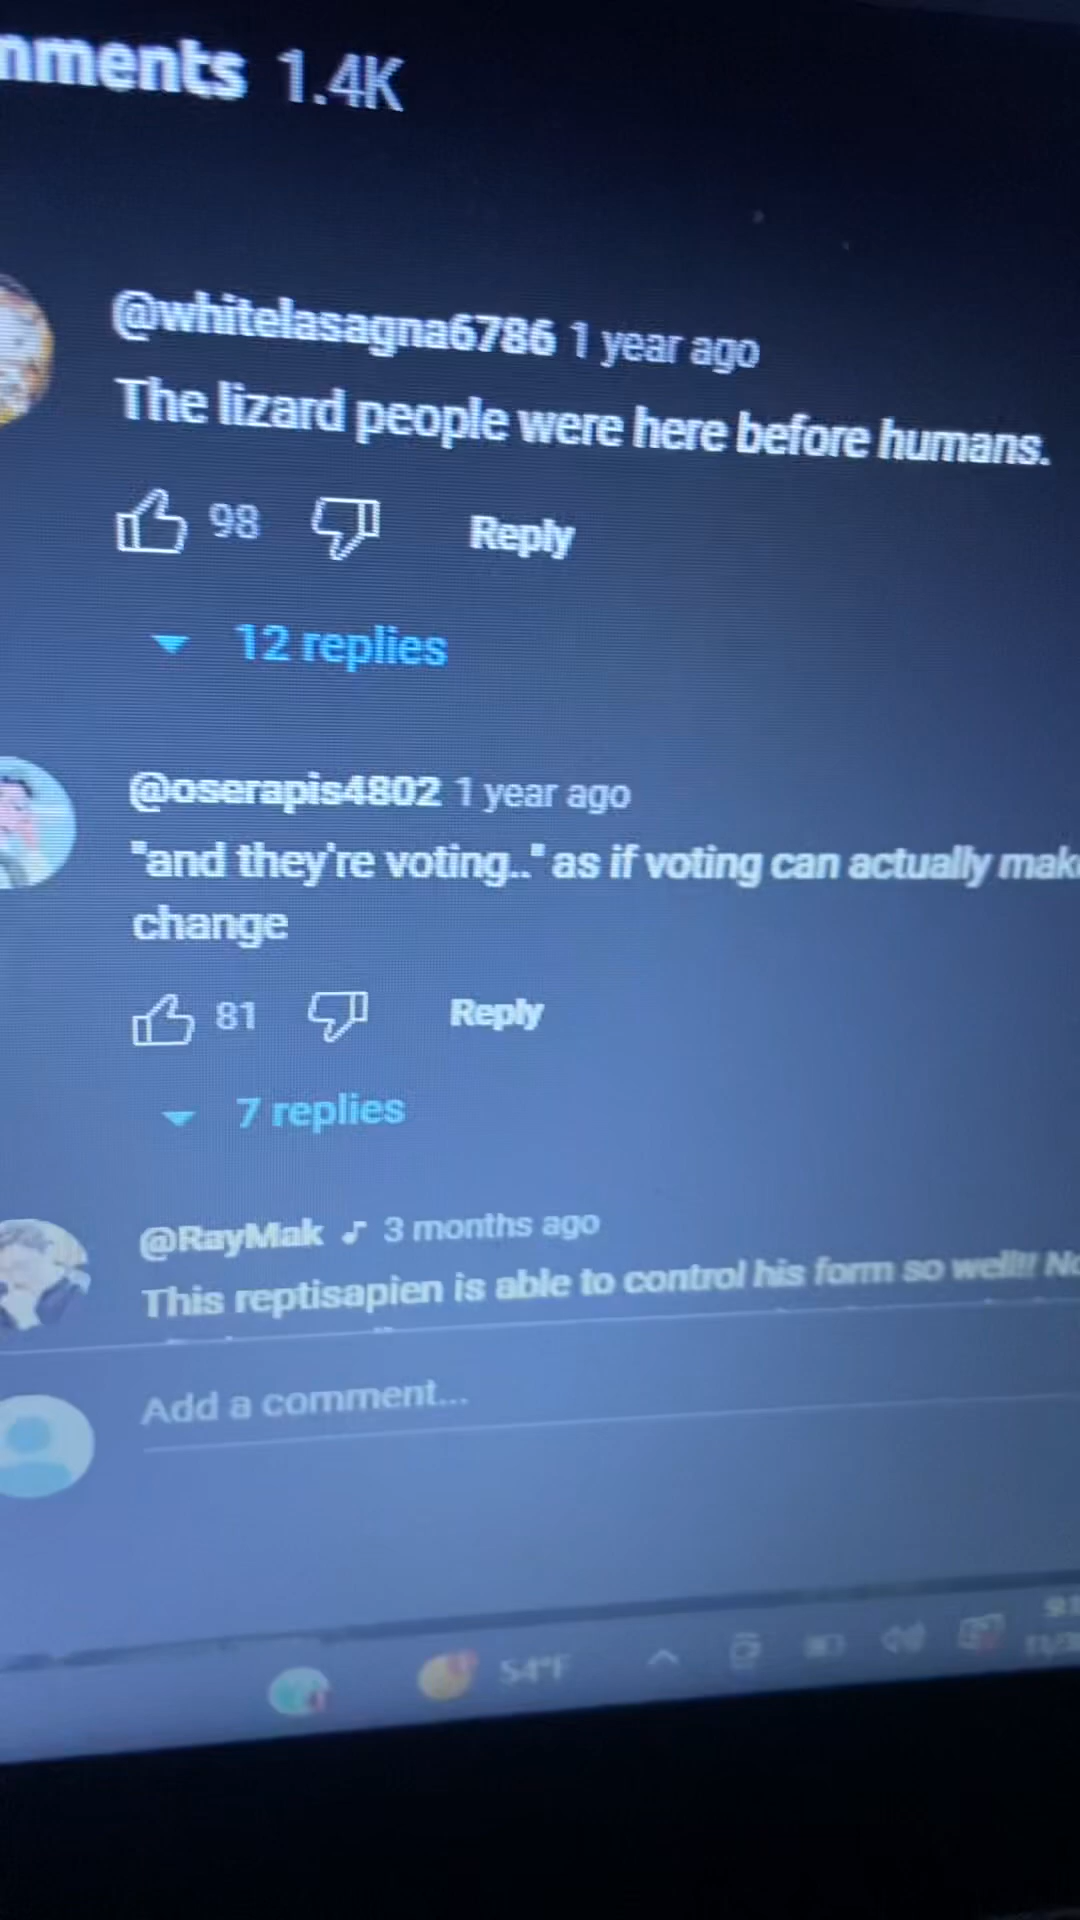 mments 1.4K
@whitelasagna6786 1 year ago
The lizard people were here before humans.
98 Reply
12 replies
@oserapis4802 1 year ago
"and they're voting.." as if voting can actually mak
change
81 Reply
7 replies
@RayMak ♪ 3 months ago
This reptisapien is able to control his form so well!! No
Add a comment...
54°F